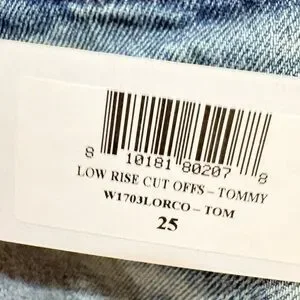 8 10181 80207 8
LOW RISE CUT OFFS – TOMMY
W1703LORCO – TOM
25